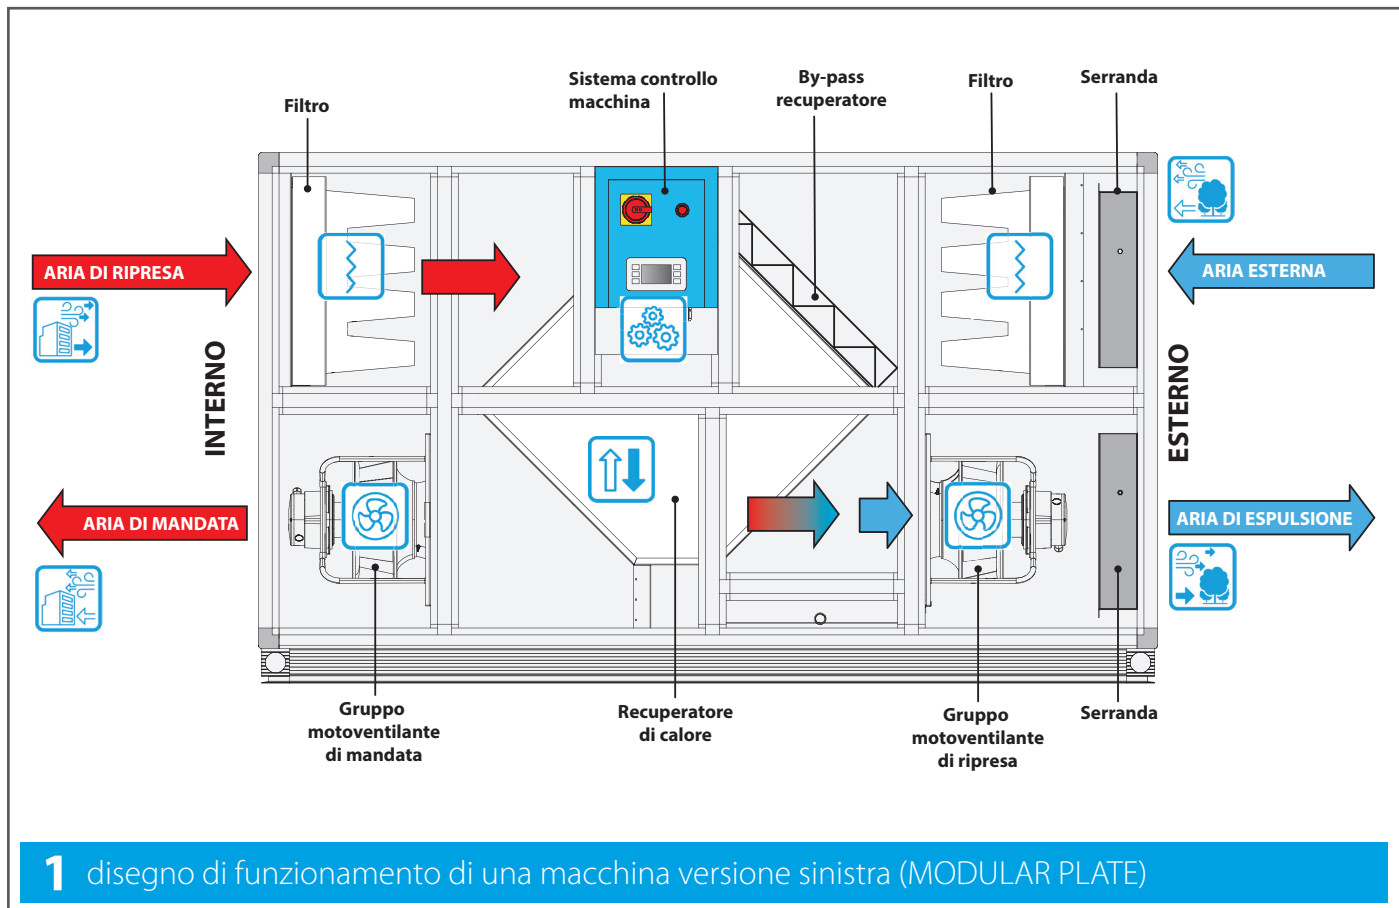 Filtro
Sistema controllo
macchina
By-pass
recuperatore
Filtro
Serranda
ARIA DI RIPRESA
ARIA ESTERNA
INTERNO
ESTERNO
ARIA DI MANDATA
ARIA DI ESPULSIONE
Gruppo
motoventilante
di mandata
Recuperatore
di calore
Gruppo
motoventilante
di ripresa
Serranda
1 disegno di funzionamento di una macchina versione sinistra (MODULAR PLATE)